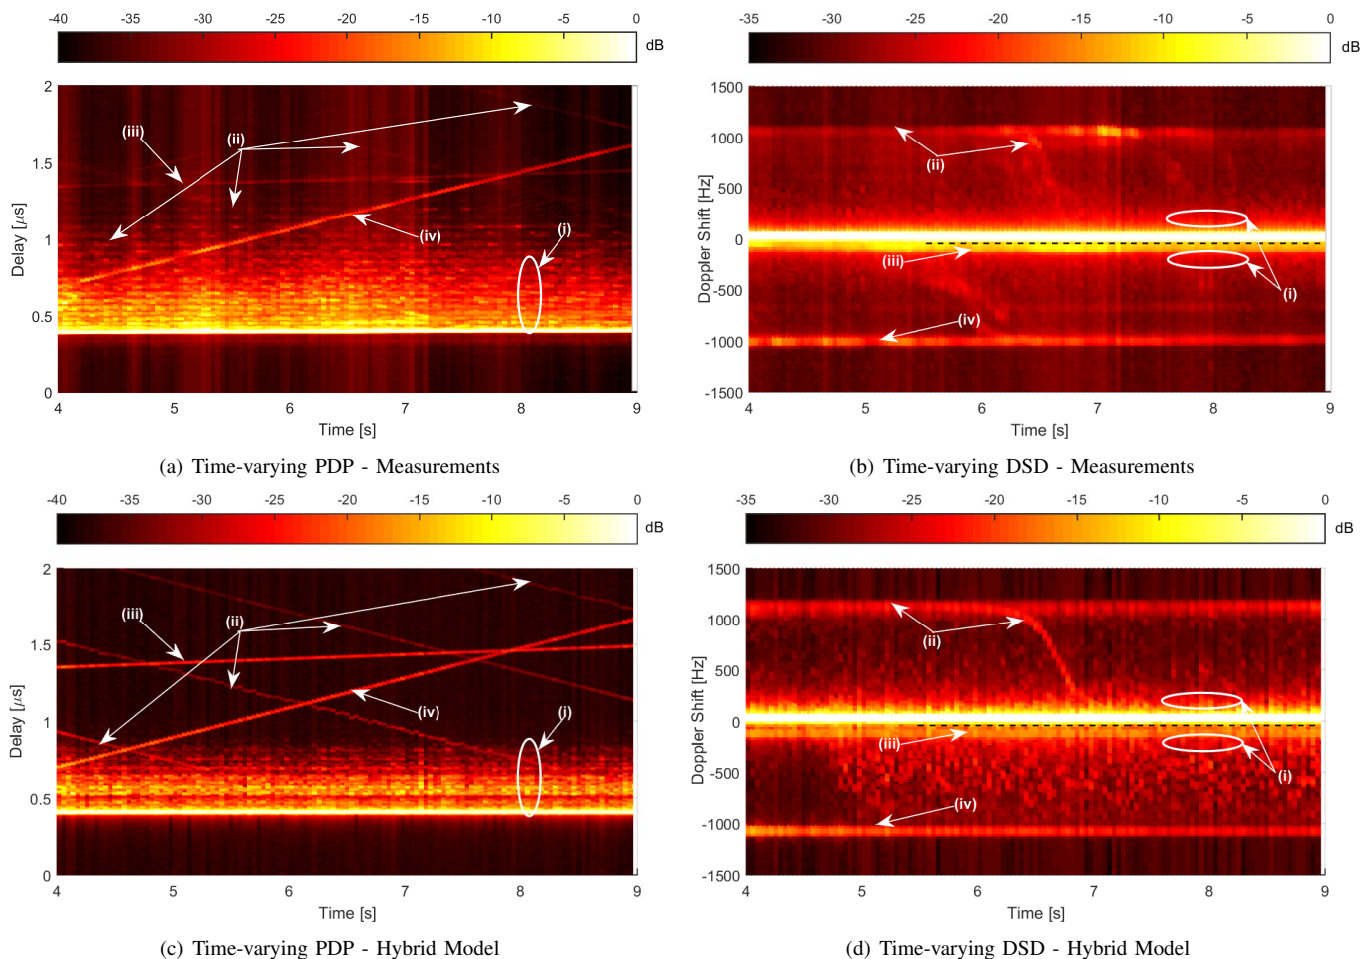 -40 -35 -30 -25 -20 -15 -10 -5 0
dB
2
1.5
1
0.5
0
Delay [μs]
(iii)
(ii)
(iv)
(i)
4 5 6 7 8 9
Time [s]
(a) Time-varying PDP - Measurements
-35 -30 -25 -20 -15 -10 -5 0
dB
1500
1000
500
0
-500
-1000
-1500
Doppler Shift [Hz]
(ii)
(iii)
(i)
(iv)
4 5 6 7 8 9
Time [s]
(b) Time-varying DSD - Measurements
-40 -35 -30 -25 -20 -15 -10 -5 0
dB
2
1.5
1
0.5
0
Delay [μs]
(iii)
(ii)
(iv)
(i)
4 5 6 7 8 9
Time [s]
(c) Time-varying PDP - Hybrid Model
-35 -30 -25 -20 -15 -10 -5 0
dB
1500
1000
500
0
-500
-1000
-1500
Doppler Shift [Hz]
(ii)
(iii)
(i)
(iv)
4 5 6 7 8 9
Time [s]
(d) Time-varying DSD - Hybrid Model